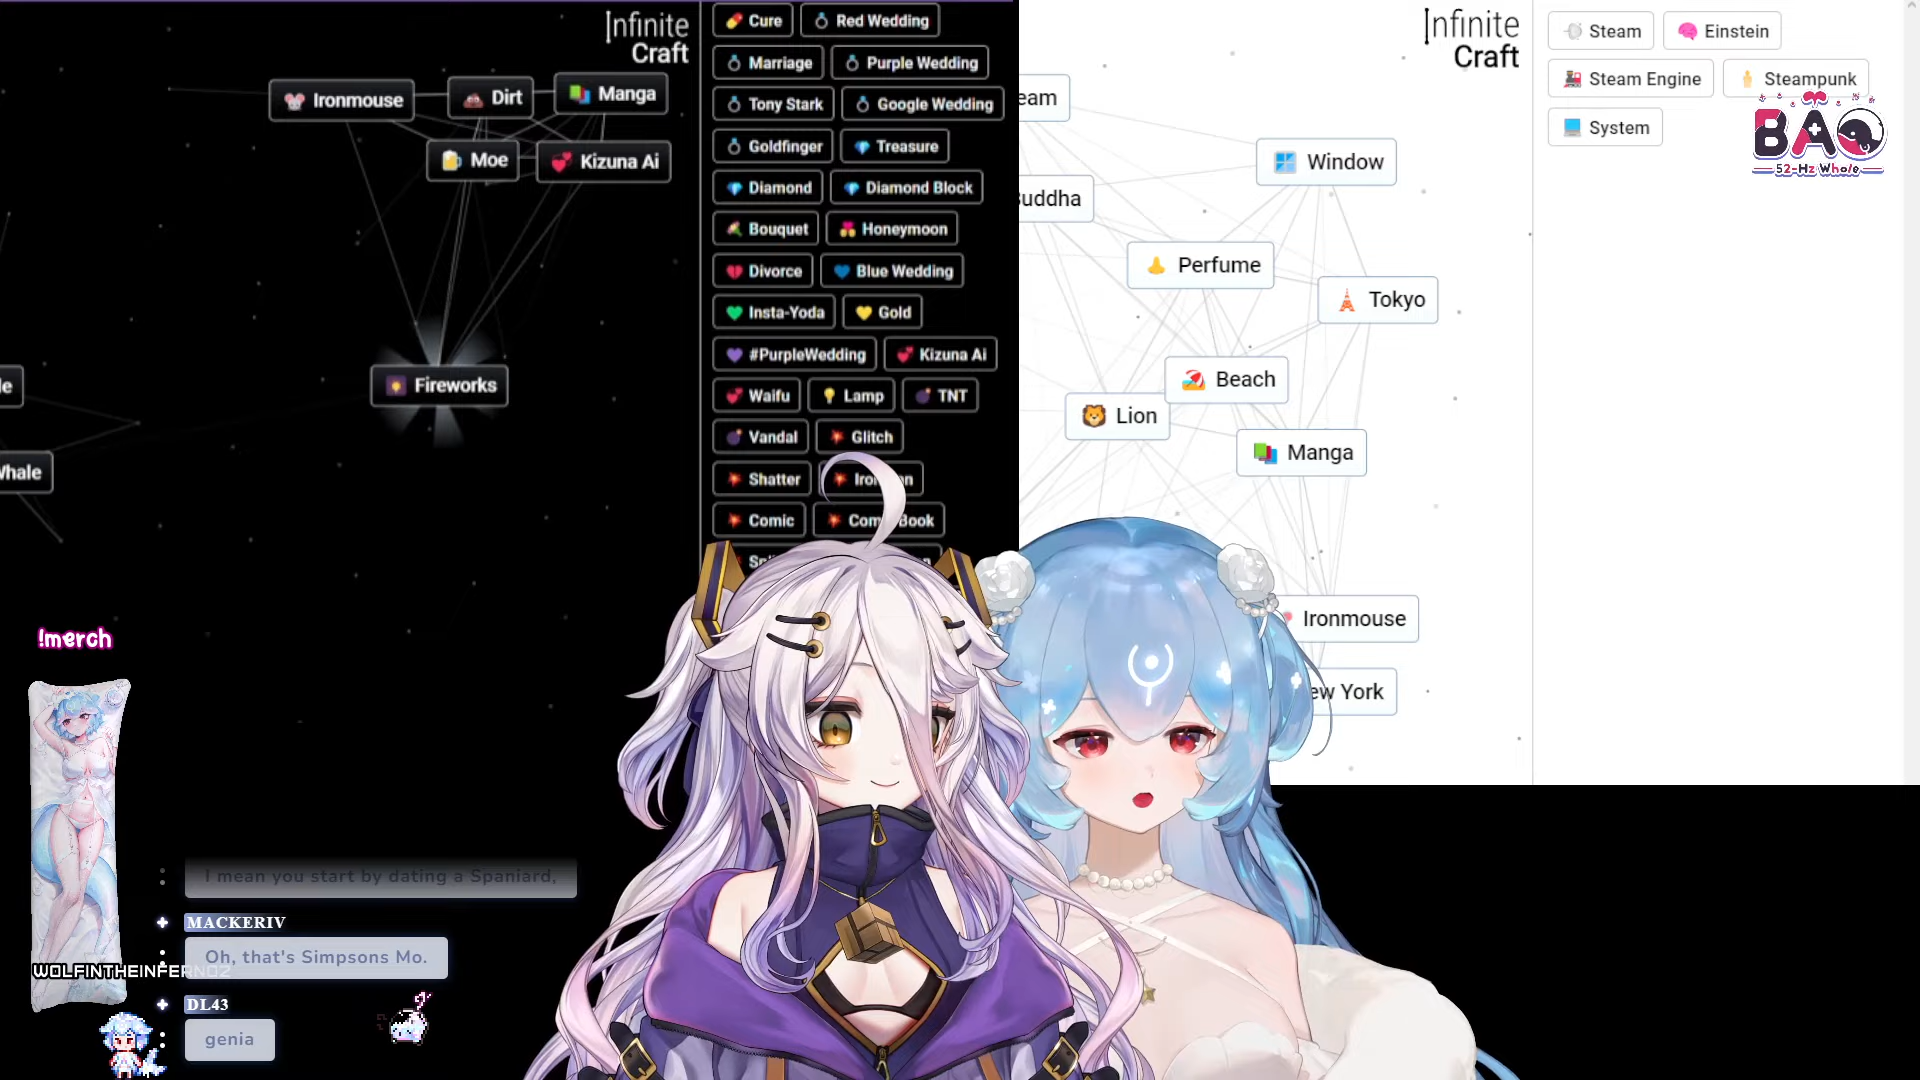 Infinite
Craft
Ironmouse
Dirt
Manga
Moe
Kizuna Ai
Fireworks
le
Whale
Cure
Red Wedding
Marriage
Purple Wedding
Tony Stark
Google Wedding
Goldfinger
Treasure
Diamond
Diamond Block
Bouquet
Honeymoon
Divorce
Blue Wedding
Insta-Yoda
Gold
#PurpleWedding
Kizuna Ai
Waifu
Lamp
TNT
Vandal
Glitch
Shatter
Comic
Infinite
Craft
eam
Window
Buddha
Perfume
Tokyo
Beach
Lion
Manga
Ironmouse
ew York
Steam
Einstein
Steam Engine
Steampunk
System
BAO
52-Hz Whale
!merch
I mean you start by dating a Spaniard,
MACKERIV
Oh, that's Simpsons Mo.
WOLFINTHEINFERNOZ
DL43
genia